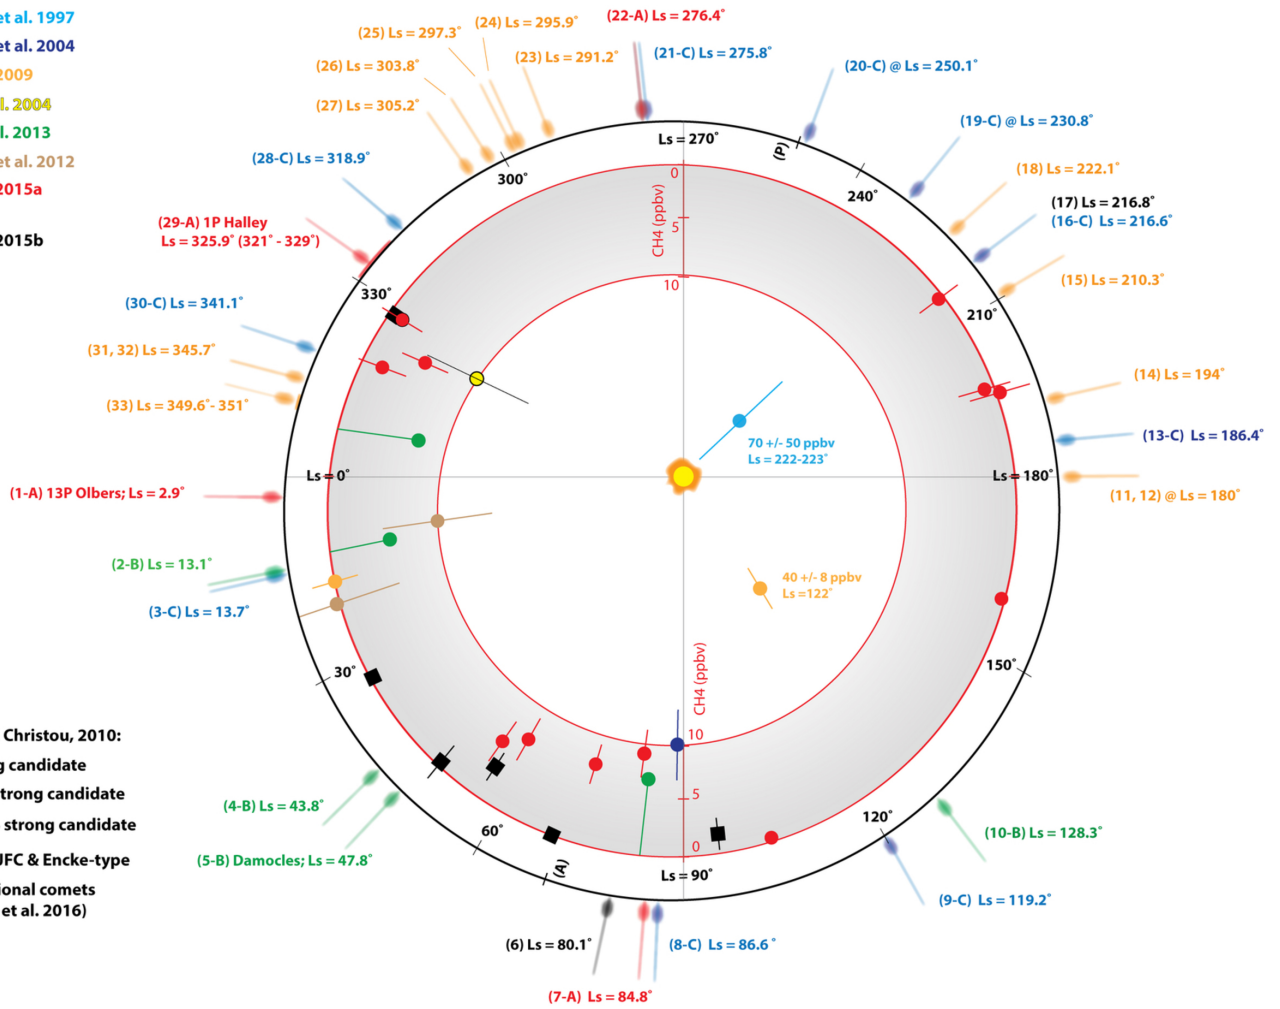 et al. 1997
et al. 2004
2009
l. 2004
l. 2013
et al. 2012
2015a
2015b
(22-A) Ls = 276.4°
(21-C) Ls = 275.8°
(24) Ls = 295.9°
(25) Ls = 297.3°
(23) Ls = 291.2°
(26) Ls = 303.8°
(27) Ls = 305.2°
(20-C) @ Ls = 250.1°
(19-C) @ Ls = 230.8°
(18) Ls = 222.1°
(17) Ls = 216.8°
(16-C) Ls = 216.6°
(15) Ls = 210.3°
(28-C) Ls = 318.9°
(29-A) 1P Halley
Ls = 325.9° (321° - 329°)
(30-C) Ls = 341.1°
(31, 32) Ls = 345.7°
(33) Ls = 349.6°- 351°
(14) Ls = 194°
(13-C) Ls = 186.4°
(11, 12) @ Ls = 180°
Ls = 270°
(P)
300°
240°
0
CH4 (ppbv)
5
10
330°
210°
70 +/- 50 ppbv
Ls = 222-223°
Ls = 0°
Ls = 180°
(1-A) 13P Olbers; Ls = 2.9°
(2-B) Ls = 13.1°
(3-C) Ls = 13.7°
40 +/- 8 ppbv
Ls =122°
30°
150°
CH4 (ppbv)
10
5
0
60°
120°
(A)
Ls = 90°
Christou, 2010:
g candidate
trong candidate
strong candidate
JFC & Encke-type
ional comets
et al. 2016)
(4-B) Ls = 43.8°
(5-B) Damocles; Ls = 47.8°
(6) Ls = 80.1°
(7-A) Ls = 84.8°
(8-C) Ls = 86.6°
(9-C) Ls = 119.2°
(10-B) Ls = 128.3°